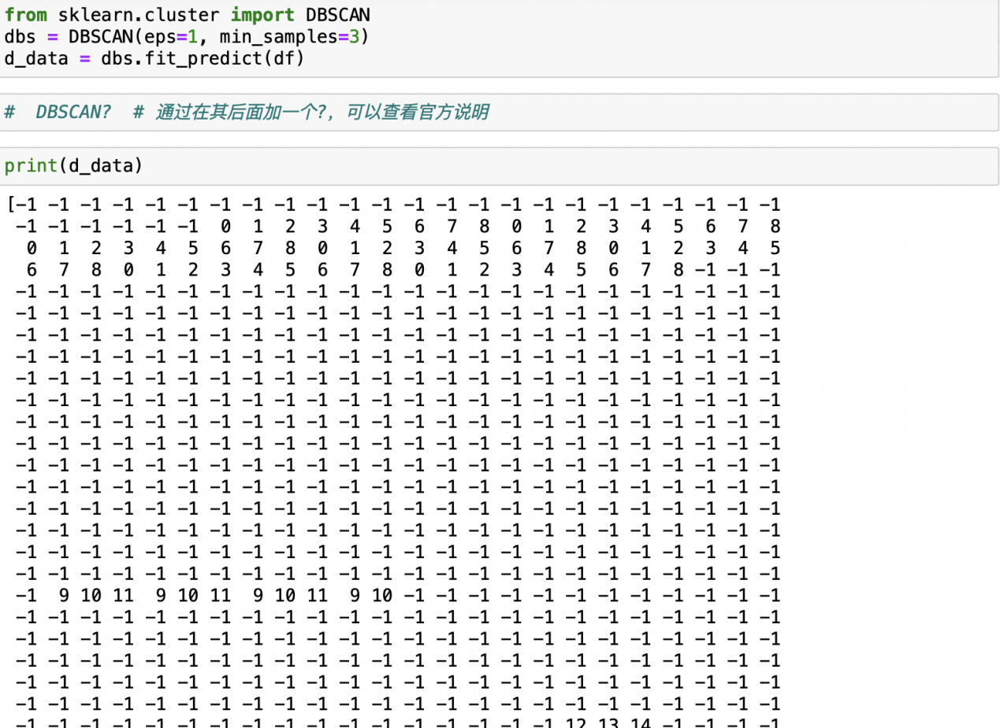 from sklearn.cluster import DBSCAN
dbs = DBSCAN(eps=1, min_samples=3)
d_data = dbs.fit_predict(df)
#  DBSCAN?  # 通过在其后面加一个?, 可以查看官方说明
print(d_data)
[-1 -1 -1 -1 -1 -1 -1 -1 -1 -1 -1 -1 -1 -1 -1 -1 -1 -1 -1 -1 -1 -1 -1 -1
 -1 -1 -1 -1 -1 -1  0  1  2  3  4  5  6  7  8  0  1  2  3  4  5  6  7  8
  0  1  2  3  4  5  6  7  8  0  1  2  3  4  5  6  7  8  0  1  2  3  4  5
  6  7  8  0  1  2  3  4  5  6  7  8  0  1  2  3  4  5  6  7  8 -1 -1 -1
 -1 -1 -1 -1 -1 -1 -1 -1 -1 -1 -1 -1 -1 -1 -1 -1 -1 -1 -1 -1 -1 -1 -1 -1
 -1 -1 -1 -1 -1 -1 -1 -1 -1 -1 -1 -1 -1 -1 -1 -1 -1 -1 -1 -1 -1 -1 -1 -1
 -1 -1 -1 -1 -1 -1 -1 -1 -1 -1 -1 -1 -1 -1 -1 -1 -1 -1 -1 -1 -1 -1 -1 -1
 -1 -1 -1 -1 -1 -1 -1 -1 -1 -1 -1 -1 -1 -1 -1 -1 -1 -1 -1 -1 -1 -1 -1 -1
 -1 -1 -1 -1 -1 -1 -1 -1 -1 -1 -1 -1 -1 -1 -1 -1 -1 -1 -1 -1 -1 -1 -1 -1
 -1 -1 -1 -1 -1 -1 -1 -1 -1 -1 -1 -1 -1 -1 -1 -1 -1 -1 -1 -1 -1 -1 -1 -1
 -1 -1 -1 -1 -1 -1 -1 -1 -1 -1 -1 -1 -1 -1 -1 -1 -1 -1 -1 -1 -1 -1 -1 -1
 -1 -1 -1 -1 -1 -1 -1 -1 -1 -1 -1 -1 -1 -1 -1 -1 -1 -1 -1 -1 -1 -1 -1 -1
 -1 -1 -1 -1 -1 -1 -1 -1 -1 -1 -1 -1 -1 -1 -1 -1 -1 -1 -1 -1 -1 -1 -1 -1
 -1 -1 -1 -1 -1 -1 -1 -1 -1 -1 -1 -1 -1 -1 -1 -1 -1 -1 -1 -1 -1 -1 -1 -1
 -1 -1 -1 -1 -1 -1 -1 -1 -1 -1 -1 -1 -1 -1 -1 -1 -1 -1 -1 -1 -1 -1 -1 -1
 -1 -1 -1 -1 -1 -1 -1 -1 -1 -1 -1 -1 -1 -1 -1 -1 -1 -1 -1 -1 -1 -1 -1 -1
 -1 -1 -1 -1 -1 -1 -1 -1 -1 -1 -1 -1 -1 -1 -1 -1 -1 -1 -1 -1 -1 -1 -1 -1
 -1 -1 -1 -1 -1 -1 -1 -1 -1 -1 -1 -1 -1 -1 -1 -1 -1 -1 -1 -1 -1 -1 -1 -1
 -1  9 10 11  9 10 11  9 10 11  9 10 -1 -1 -1 -1 -1 -1 -1 -1 -1 -1 -1 -1
 -1 -1 -1 -1 -1 -1 -1 -1 -1 -1 -1 -1 -1 -1 -1 -1 -1 -1 -1 -1 -1 -1 -1 -1
 -1 -1 -1 -1 -1 -1 -1 -1 -1 -1 -1 -1 -1 -1 -1 -1 -1 -1 -1 -1 -1 -1 -1 -1
 -1 -1 -1 -1 -1 -1 -1 -1 -1 -1 -1 -1 -1 -1 -1 -1 -1 -1 -1 -1 -1 -1 -1 -1
 -1 -1 -1 -1 -1 -1 -1 -1 -1 -1 -1 -1 -1 -1 -1 -1 -1 -1 -1 -1 -1 -1 -1 -1
 -1 -1 -1 -1 -1 -1 -1 -1 -1 -1 -1 -1 -1 -1 -1 -1 -1 -1 -1 -1 -1 -1 -1 -1
 -1 -1 -1 -1 -1 -1 -1 -1 -1 -1 -1 -1 -1 -1 -1 -1 -1 12 13 14 -1 -1 -1 -1